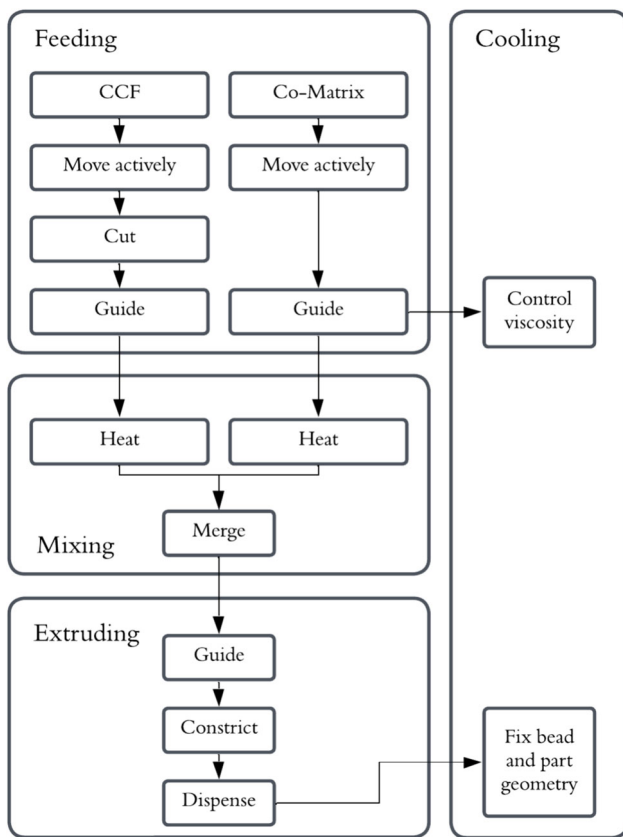 Feeding
Cooling
CCF
Co-Matrix
Move actively
Move actively
Cut
Guide
Guide
Control
viscosity
Heat
Heat
Merge
Mixing
Extruding
Guide
Constrict
Dispense
Fix bead
and part
geometry